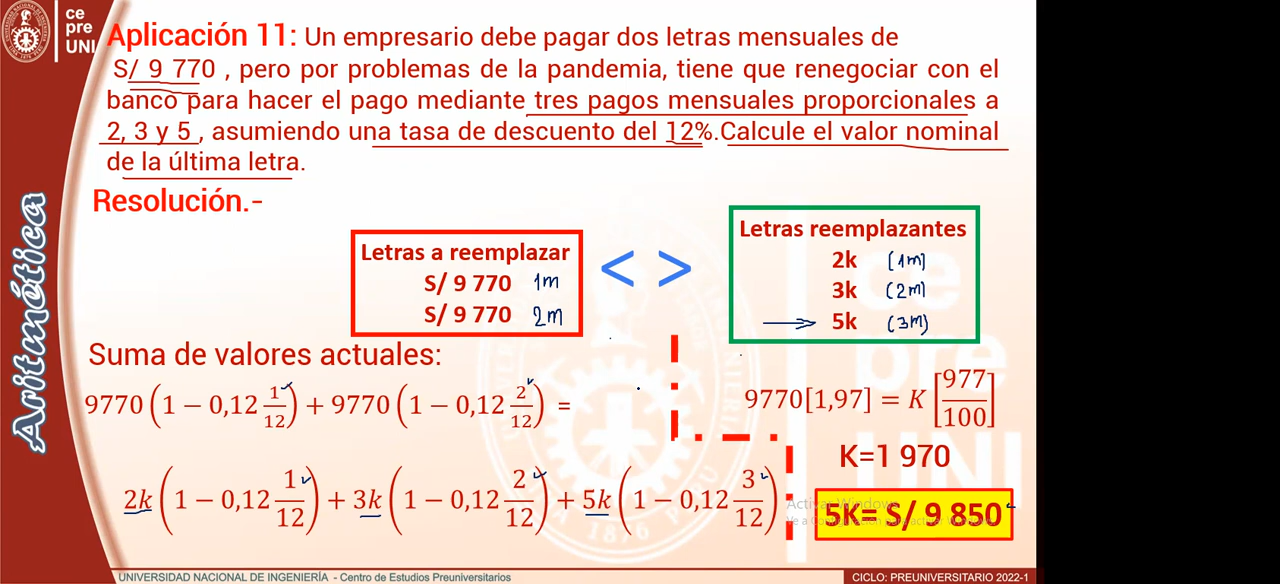 ce
pre
UNI
Aritmética
Aplicación 11: Un empresario debe pagar dos letras mensuales de
S/ 9 770 , pero por problemas de la pandemia, tiene que renegociar con el
banco para hacer el pago mediante tres pagos mensuales proporcionales a
2, 3 y 5 , asumiendo una tasa de descuento del 12%.Calcule el valor nominal
de la última letra.
Resolución.-
Letras a reemplazar
S/ 9 770 1m
S/ 9 770 2m
< >
Letras reemplazantes
2k (1m)
3k (2m)
5k (3m)
Suma de valores actuales:
9770 (1 − 0,12 1/12) + 9770 (1 − 0,12 2/12) =
2k (1 − 0,12 1/12) + 3k (1 − 0,12 2/12) + 5k (1 − 0,12 3/12)
9770[1,97] = K [977/100]
K=1 970
5K= S/ 9 850
Activar Windows
UNIVERSIDAD NACIONAL DE INGENIERÍA - Centro de Estudios Preuniversitarios
CICLO: PREUNIVERSITARIO 2022-1